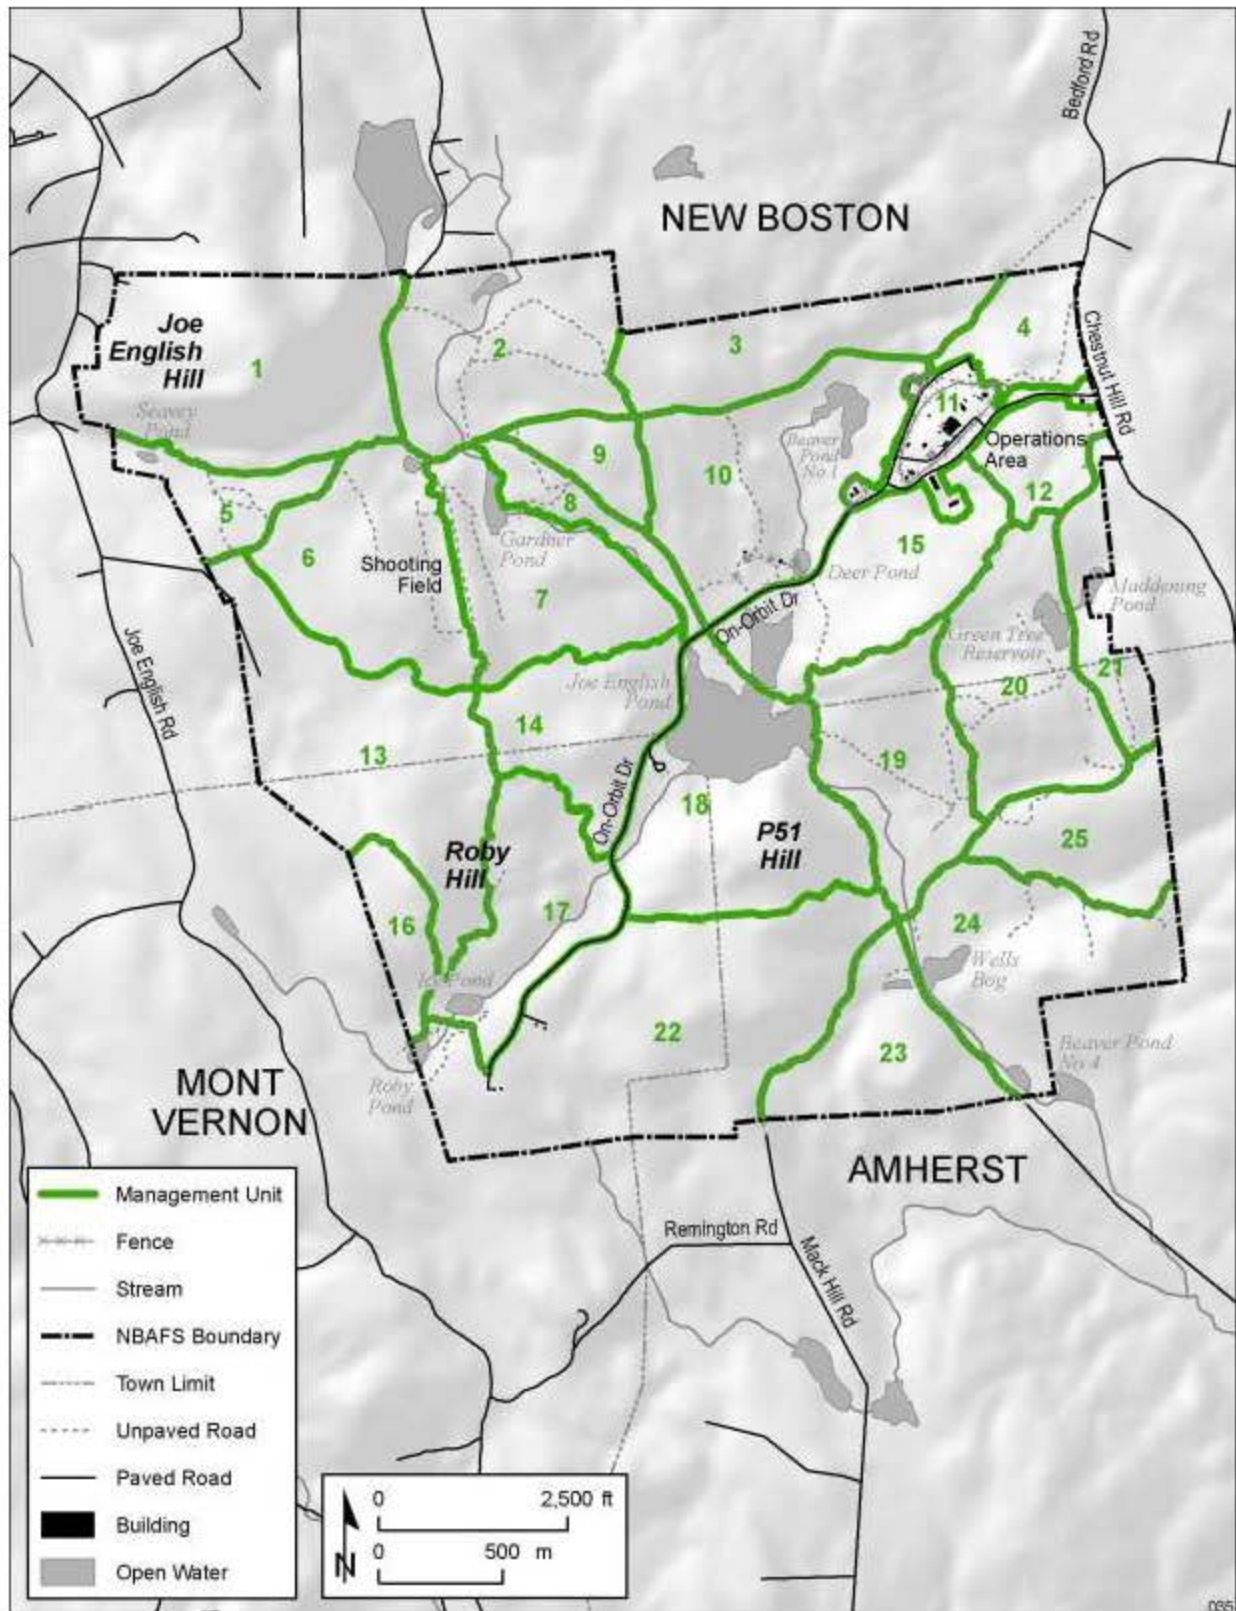 Bedford Rd
NEW BOSTON
Joe
English
Hill
1
2
3
4
Chestnut Hill Rd
Seavey
Pond
11
Operations
Area
Beaver
Pond
No 1
9
10
8
12
5
6
Gardner
Pond
Shooting
Field
7
15
Deer Pond
Maddening
Pond
On-Orbit Dr
Green Tree
Reservoir
Joe English Rd
Joe English
Pond
20
21
14
13
19
On-Orbit Dr
18
P51
Hill
25
Roby
Hill
16
17
24
Ice Pond
Wells
Bog
22
23
Beaver Pond
No 4
Roby
Pond
MONT
VERNON
AMHERST
Remington Rd
Mack Hill Rd
Management Unit
Fence
Stream
NBAFS Boundary
Town Limit
Unpaved Road
Paved Road
Building
Open Water
0 2,500 ft
0 500 m
N
035